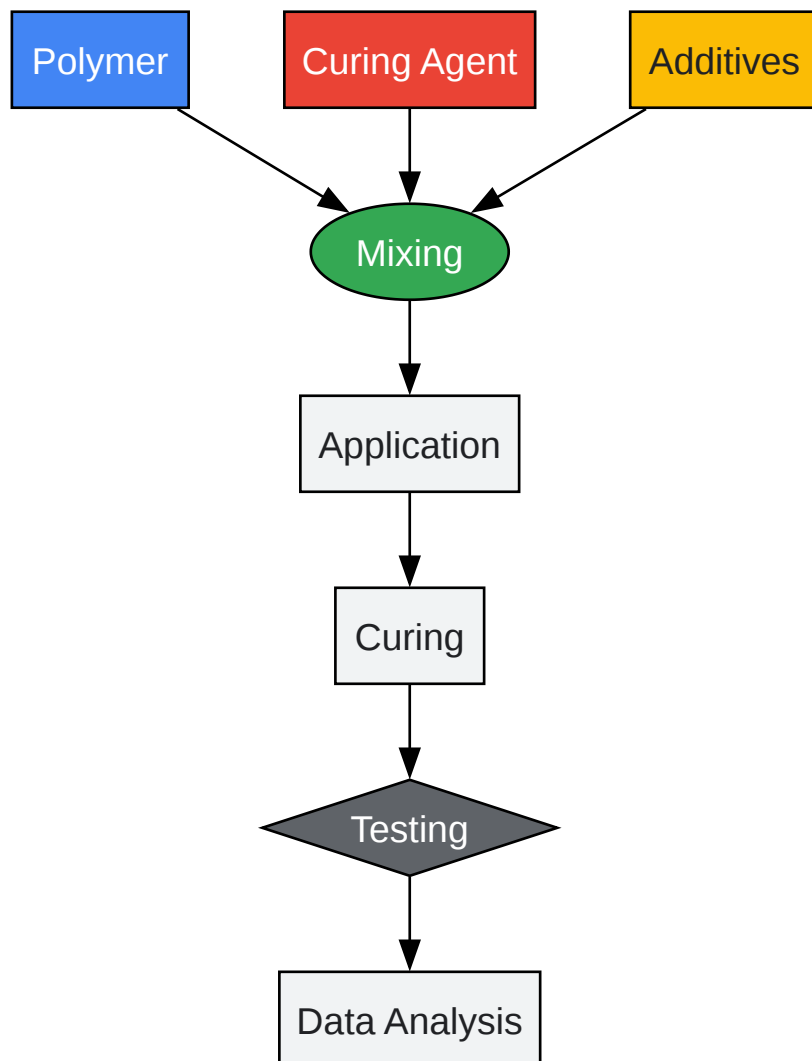 Polymer
Curing Agent
Additives
Mixing
Application
Curing
Testing
Data Analysis